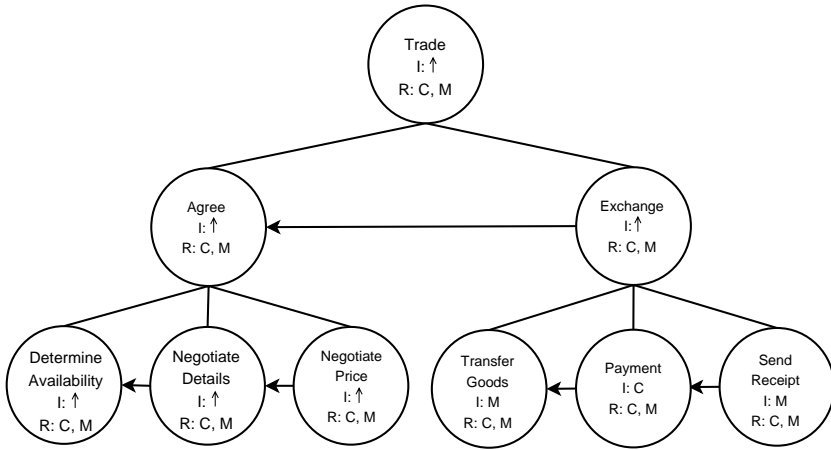 Trade
I: ↑
R: C, M
Agree
I: ↑
R: C, M
Exchange
I: ↑
R: C, M
Determine
Availability
I: ↑
R: C, M
Negotiate
Details
I: ↑
R: C, M
Negotiate
Price
I: ↑
R: C, M
Transfer
Goods
I: M
R: C, M
Payment
I: C
R: C, M
Send
Receipt
I: M
R: C, M